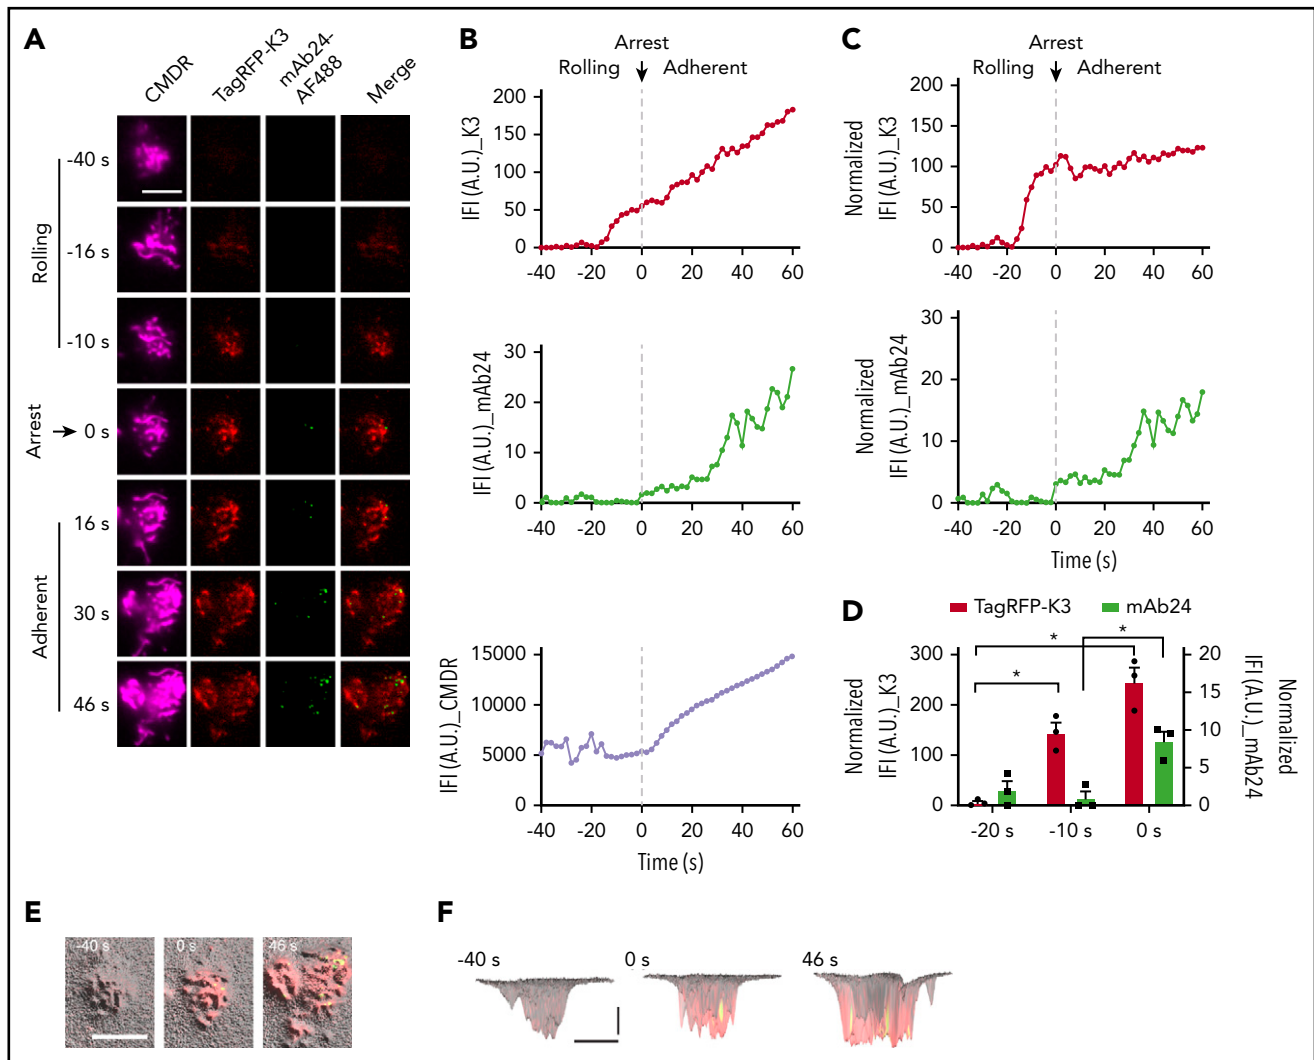 A
CMDR
TagRFP-K3
mAb24-
AF488
Merge
Rolling
-40 s
-16 s
-10 s
Arrest
0 s
Adherent
16 s
30 s
46 s
B
Arrest
Rolling
Adherent
IFI (A.U.)_K3
200
150
100
50
0
-40 -20 0 20 40 60
IFI (A.U.)_mAb24
30
20
10
0
-40 -20 0 20 40 60
IFI (A.U.)_CMDR
15000
10000
5000
0
-40 -20 0 20 40 60
Time (s)
C
Arrest
Rolling
Adherent
Normalized
IFI (A.U.)_K3
200
150
100
50
0
-40 -20 0 20 40 60
Normalized
IFI (A.U.)_mAb24
30
20
10
0
-40 -20 0 20 40 60
Time (s)
D
TagRFP-K3
mAb24
Normalized
IFI (A.U.)_K3
300
200
100
0
*
*
*
20
15
10
5
0
Normalized
IFI (A.U.)_mAb24
-20 s -10 s 0 s
E
-40 s
0 s
46 s
F
-40 s
0 s
46 s